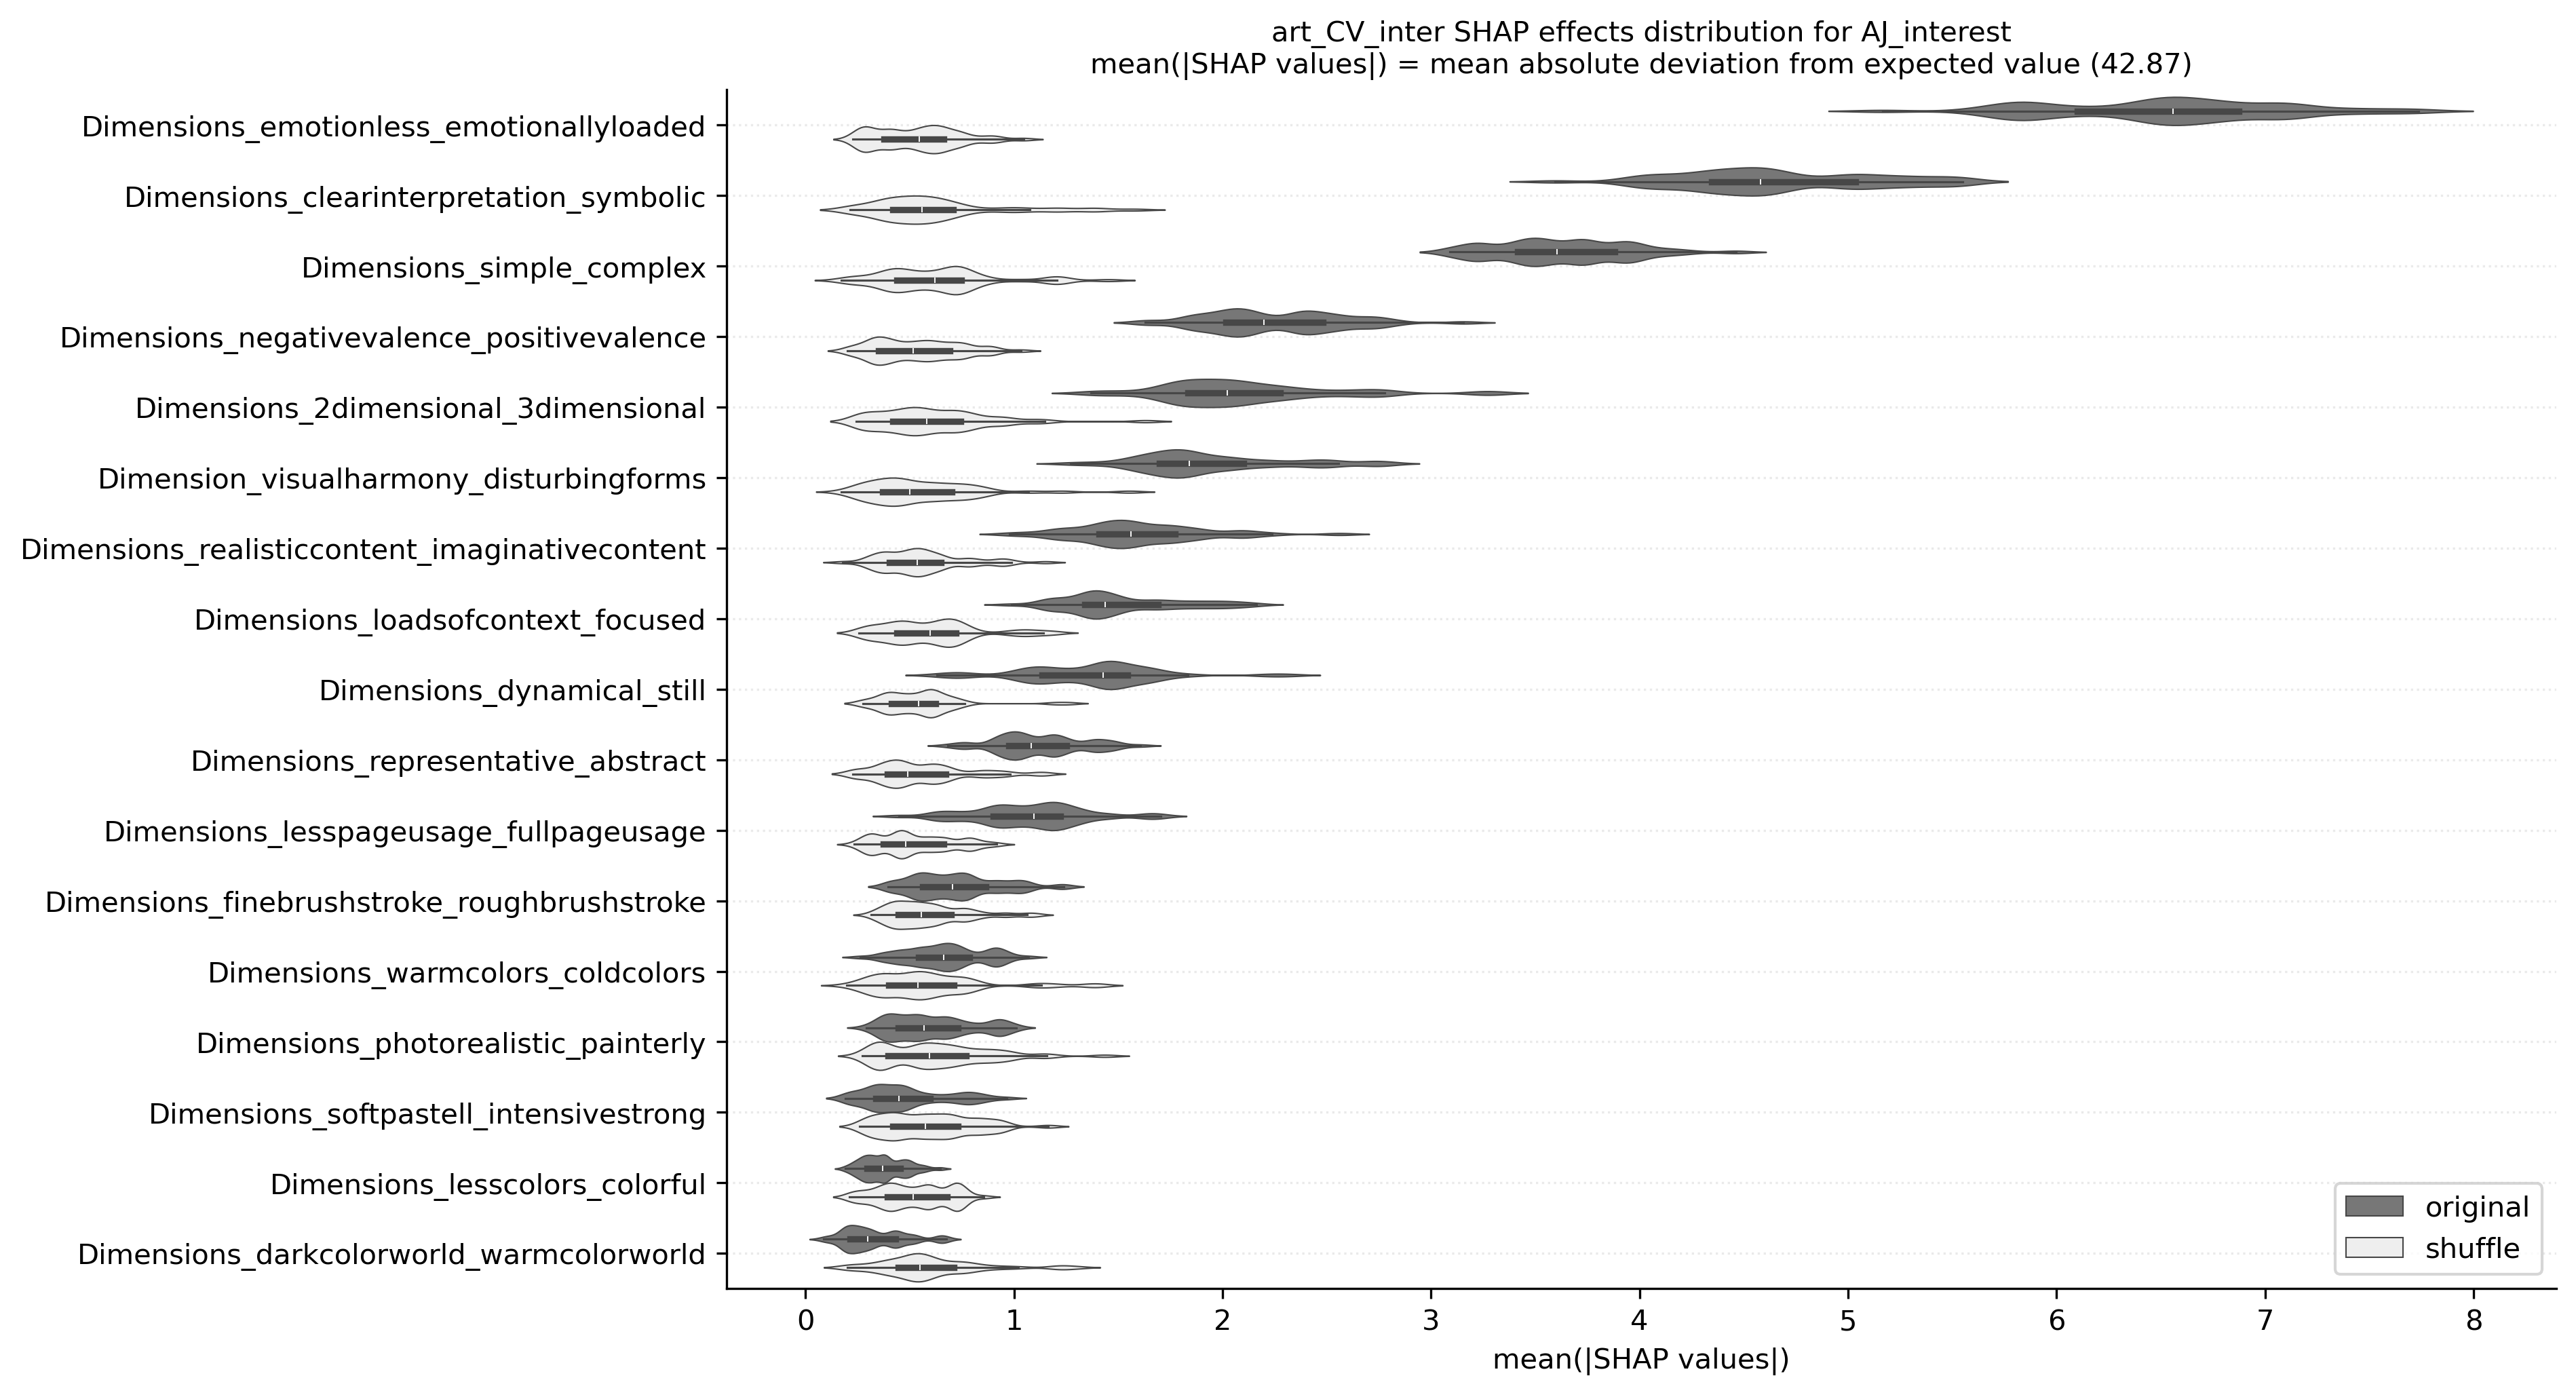 art_CV_inter SHAP effects distribution for AJ_interest
mean(|SHAP values|) = mean absolute deviation from expected value (42.87)
Dimensions_emotionless_emotionallyloaded
Dimensions_clearinterpretation_symbolic
Dimensions_simple_complex
Dimensions_negativevalence_positivevalence
Dimensions_2dimensional_3dimensional
Dimension_visualharmony_disturbingforms
Dimensions_realisticcontent_imaginativecontent
Dimensions_loadsofcontext_focused
Dimensions_dynamical_still
Dimensions_representative_abstract
Dimensions_lesspageusage_fullpageusage
Dimensions_finebrushstroke_roughbrushstroke
Dimensions_warmcolors_coldcolors
Dimensions_photorealistic_painterly
Dimensions_softpastell_intensivestrong
Dimensions_lesscolors_colorful
Dimensions_darkcolorworld_warmcolorworld
original
shuffle
0 1 2 3 4 5 6 7 8
mean(|SHAP values|)